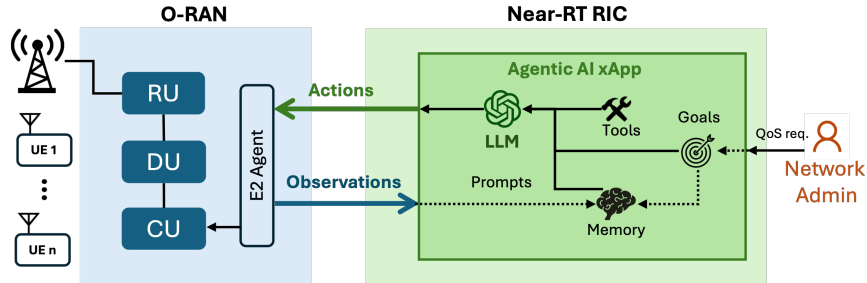 O-RAN
Near-RT RIC
Agentic AI xApp
Actions
RU
LLM
Tools
Goals
QoS req.
UE 1
DU
E2 Agent
Network
Admin
Observations
Prompts
CU
Memory
UE n